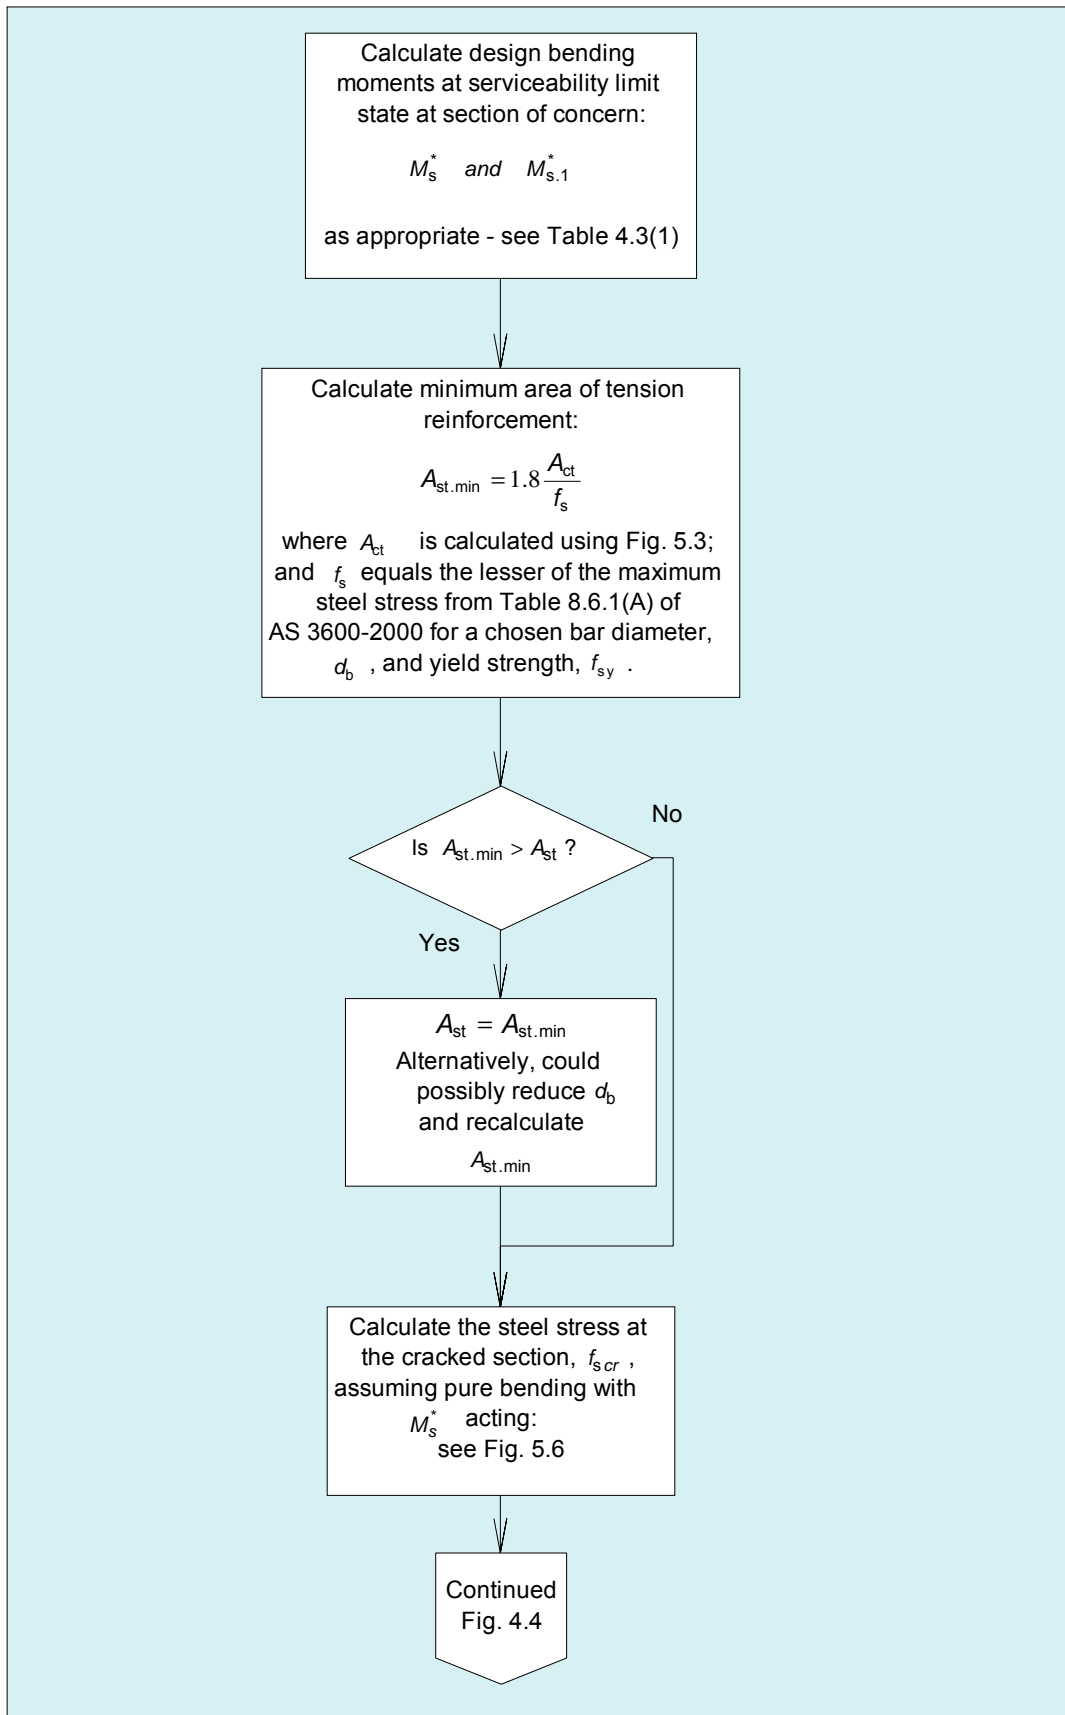 Calculate design bending
moments at serviceability limit
state at section of concern:
M*s and M*s.1
as appropriate - see Table 4.3(1)
Calculate minimum area of tension
reinforcement:
Ast.min = 1.8 Act / fs
where Act is calculated using Fig. 5.3;
and fs equals the lesser of the maximum
steel stress from Table 8.6.1(A) of
AS 3600-2000 for a chosen bar diameter,
db , and yield strength, fsy .
No
Is Ast.min > Ast ?
Yes
Ast = Ast.min
Alternatively, could
possibly reduce db
and recalculate
Ast.min
Calculate the steel stress at
the cracked section, fscr ,
assuming pure bending with
M*s acting:
see Fig. 5.6
Continued
Fig. 4.4